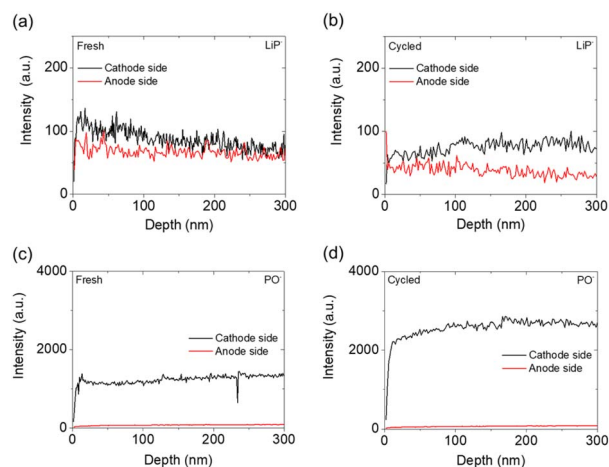 (a)
Fresh LiP⁻
Cathode side
Anode side
200
100
0
0 100 200 300
Intensity (a.u.)
Depth (nm)
(b)
Cycled LiP⁻
Cathode side
Anode side
200
100
0
0 100 200 300
Intensity (a.u.)
Depth (nm)
(c)
Fresh PO⁻
4000
2000
0
Cathode side
Anode side
0 100 200 300
Intensity (a.u.)
Depth (nm)
(d)
Cycled PO⁻
4000
2000
0
Cathode side
Anode side
0 100 200 300
Intensity (a.u.)
Depth (nm)